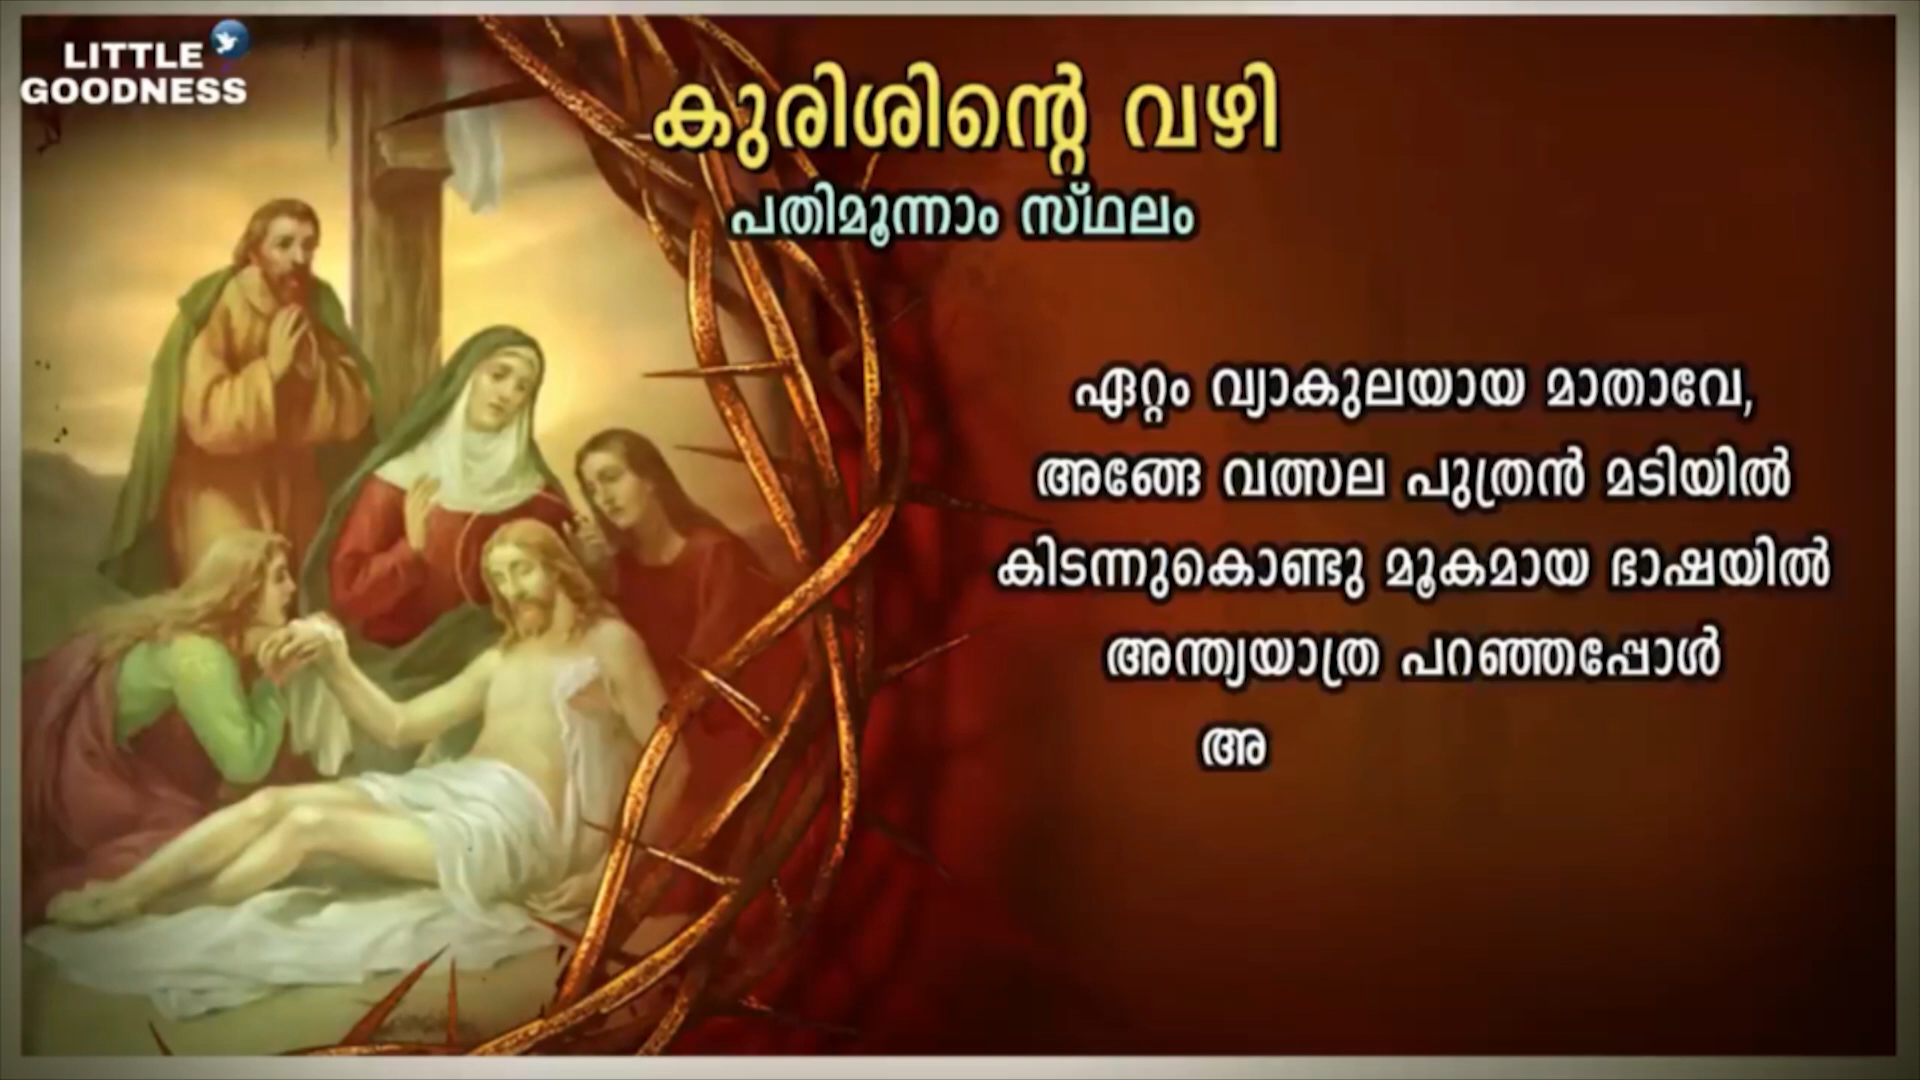 LITTLE
GOODNESS
കുരിശിന്റെ വഴി
പതിമൂന്നാം സ്ഥലം
ഏറ്റം വ്യാകുലയായ മാതാവേ,
അങ്ങേ വത്സല പുത്രൻ മടിയിൽ
കിടന്നുകൊണ്ടു മൂകമായ ഭാഷയിൽ
അന്ത്യയാത്ര പറഞ്ഞപ്പോൾ
അ